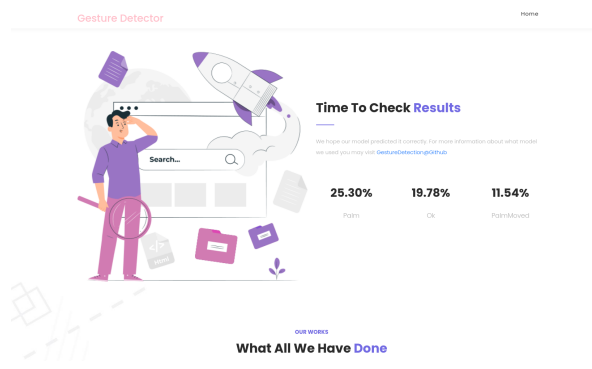 Gesture Detector
Home
Time To Check Results
We hope our model predicted it correctly. For more information about what model
we used you may visit GestureDetection@Github
Search...
25.30%
19.78%
11.54%
Palm
Ok
PalmMoved
</>
html
OUR WORKS
What All We Have Done